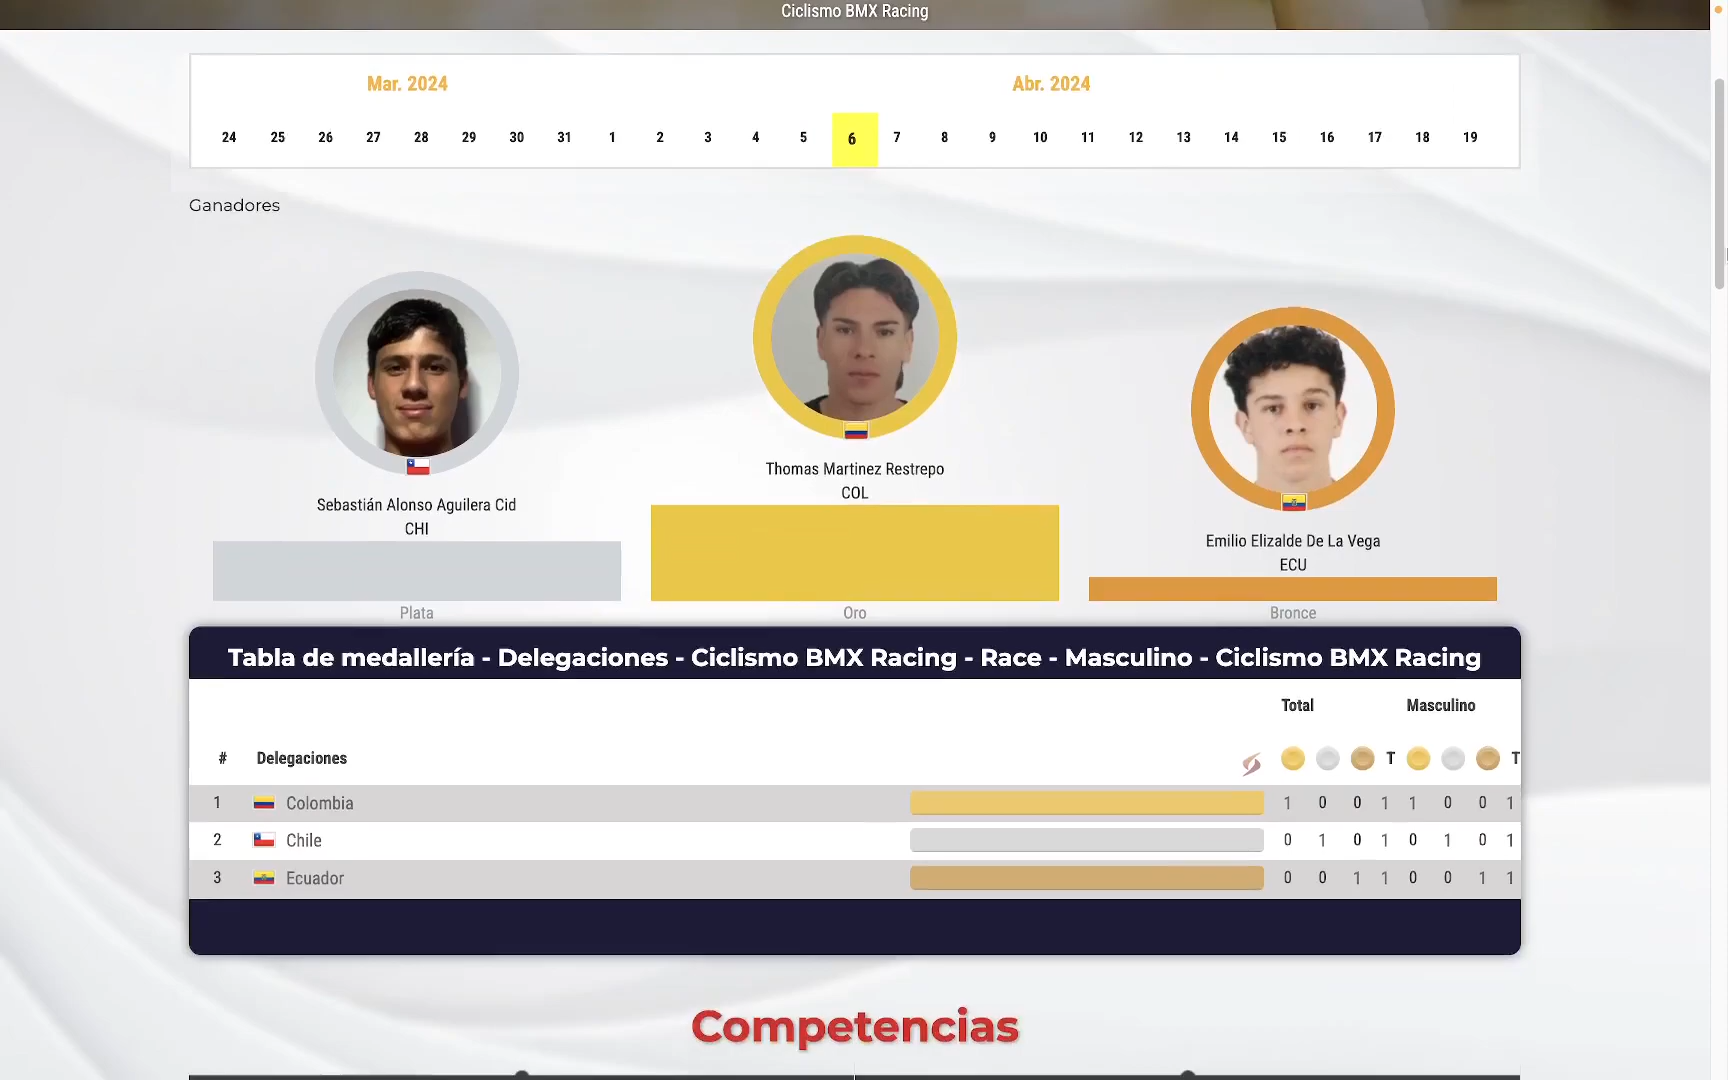 Ciclismo BMX Racing
Mar. 2024 Abr. 2024
24 25 26 27 28 29 30 31 1 2 3 4 5 6 7 8 9 10 11 12 13 14 15 16 17 18 19
Ganadores
Thomas Martinez Restrepo
COL
Sebastián Alonso Aguilera Cid
CHI
Emilio Elizalde De La Vega
ECU
Plata Oro Bronce
Tabla de medallería - Delegaciones - Ciclismo BMX Racing - Race - Masculino - Ciclismo BMX Racing
Total Masculino
# Delegaciones T T
1 Colombia 1 0 0 1 1 0 0 1
2 Chile 0 1 0 1 0 1 0 1
3 Ecuador 0 0 1 1 0 0 1 1
Competencias